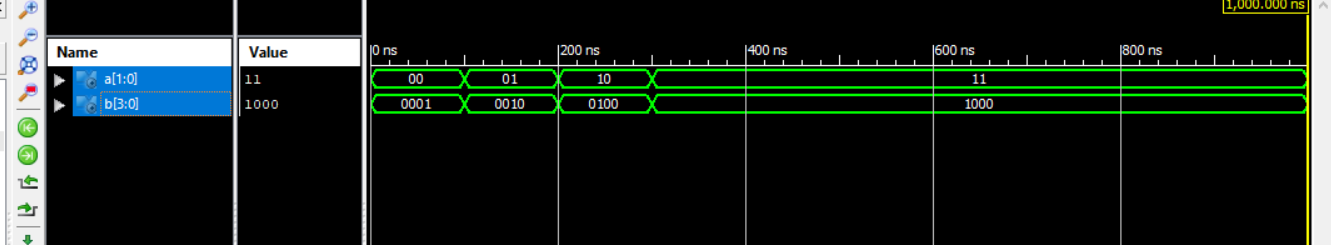 1,000.000 ns
Name Value 0 ns 200 ns 400 ns 600 ns 800 ns
a[1:0] 11 00 01 10 11
b[3:0] 1000 0001 0010 0100 1000